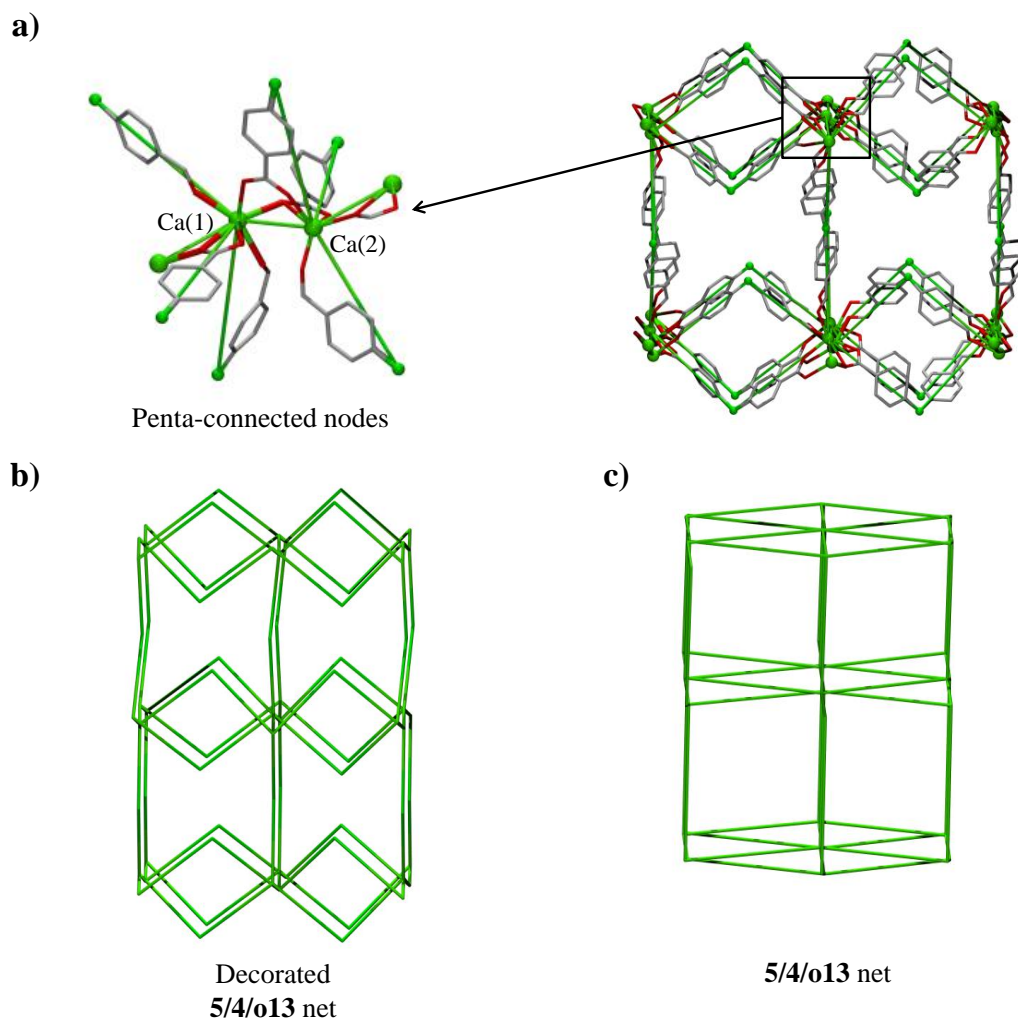 a)
Ca(1)
Ca(2)
Penta-connected nodes
b)
c)
Decorated
5/4/o13 net
5/4/o13 net